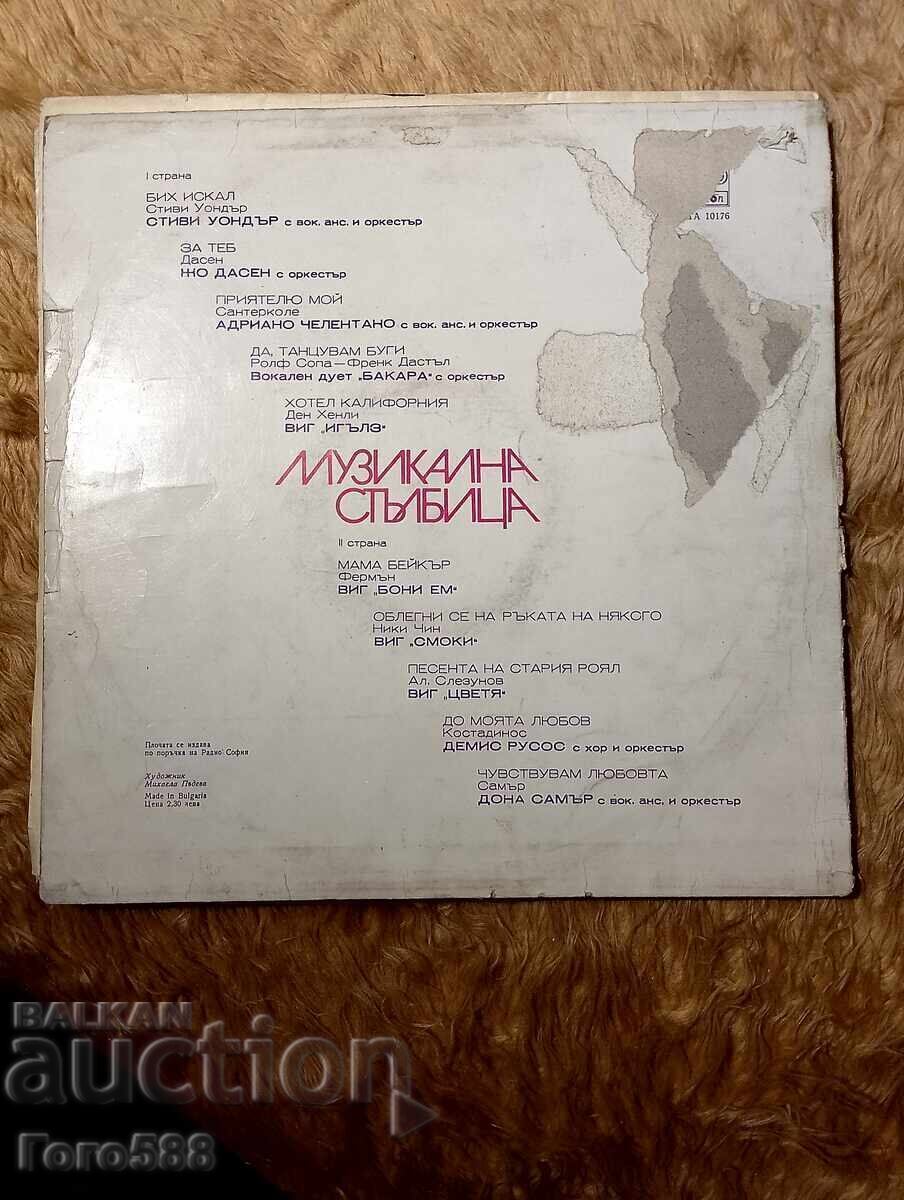 I страна
БИХ ИСКАЛ
Стиви Уондър
СТИВИ УОНДЪР с вок. анс. и оркестър
ЗА ТЕБ
Дасен
ЖО ДАСЕН с оркестър
ПРИЯТЕЛЮ МОЙ
Сантерколе
АДРИАНО ЧЕЛЕНТАНО с вок. анс. и оркестър
ДА, ТАНЦУВАМ БУГИ
Ролф Сопа—Френк Дастъл
Вокален дует „БАКАРА“ с оркестър
ХОТЕЛ КАЛИФОРНИЯ
Ден Хенли
ВИГ „ИГЪЛЗ“
МУЗИКАЛНА
СТЪЛБИЦА
II страна
МАМА БЕЙКЪР
Фермън
ВИГ „БОНИ ЕМ“
ОБЛЕГНИ СЕ НА РЪКАТА НА НЯКОГО
Ники Чин
ВИГ „СМОКИ“
ПЕСЕНТА НА СТАРИЯ РОЯЛ
Ал. Слезунов
ВИГ „ЦВЕТЯ“
ДО МОЯТА ЛЮБОВ
Костадинос
ДЕМИС РУСОС с хор и оркестър
ЧУВСТВУВАМ ЛЮБОВТА
Самър
ДОНА САМЪР с вок. анс. и оркестър
ТА 10176
Плочата се издава
по поръчка на Радио София
Художник
Михаела Пъдева
Made in Bulgaria
Цена 2,30 лева
BALKAN
auction
Гого588